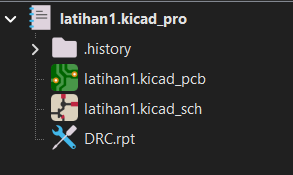 latihan1.kicad_pro
.history
latihan1.kicad_pcb
latihan1.kicad_sch
DRC.rpt